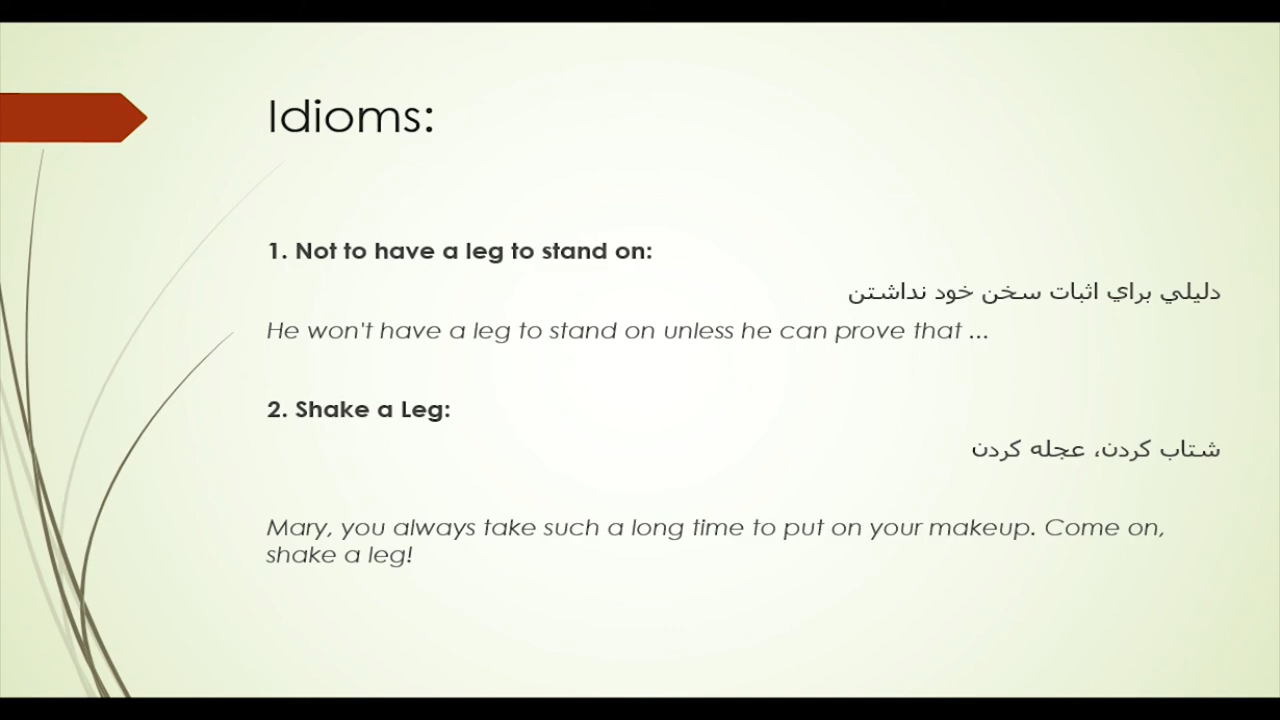 Idioms:
1. Not to have a leg to stand on:
دليلي براي اثبات سخن خود نداشتن
He won't have a leg to stand on unless he can prove that ...
2. Shake a Leg:
شتاب کردن، عجله کردن
Mary, you always take such a long time to put on your makeup. Come on,
shake a leg!